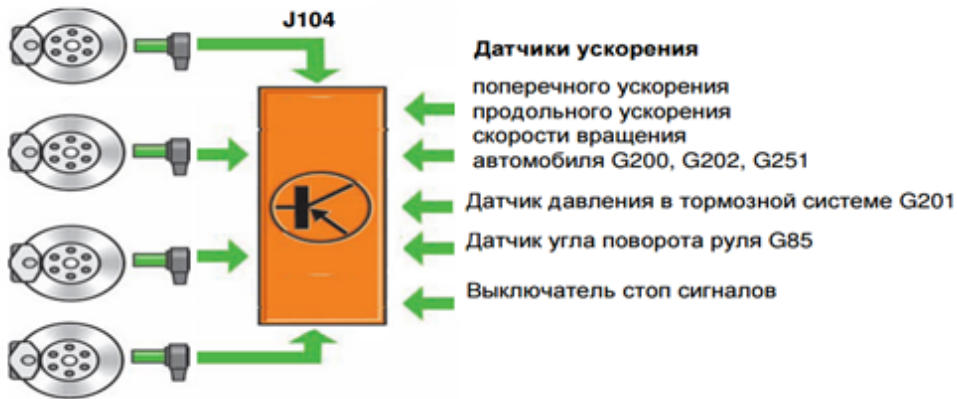 J104
Датчики ускорения
поперечного ускорения
продольного ускорения
скорости вращения
автомобиля G200, G202, G251
Датчик давления в тормозной системе G201
Датчик угла поворота руля G85
Выключатель стоп сигналов